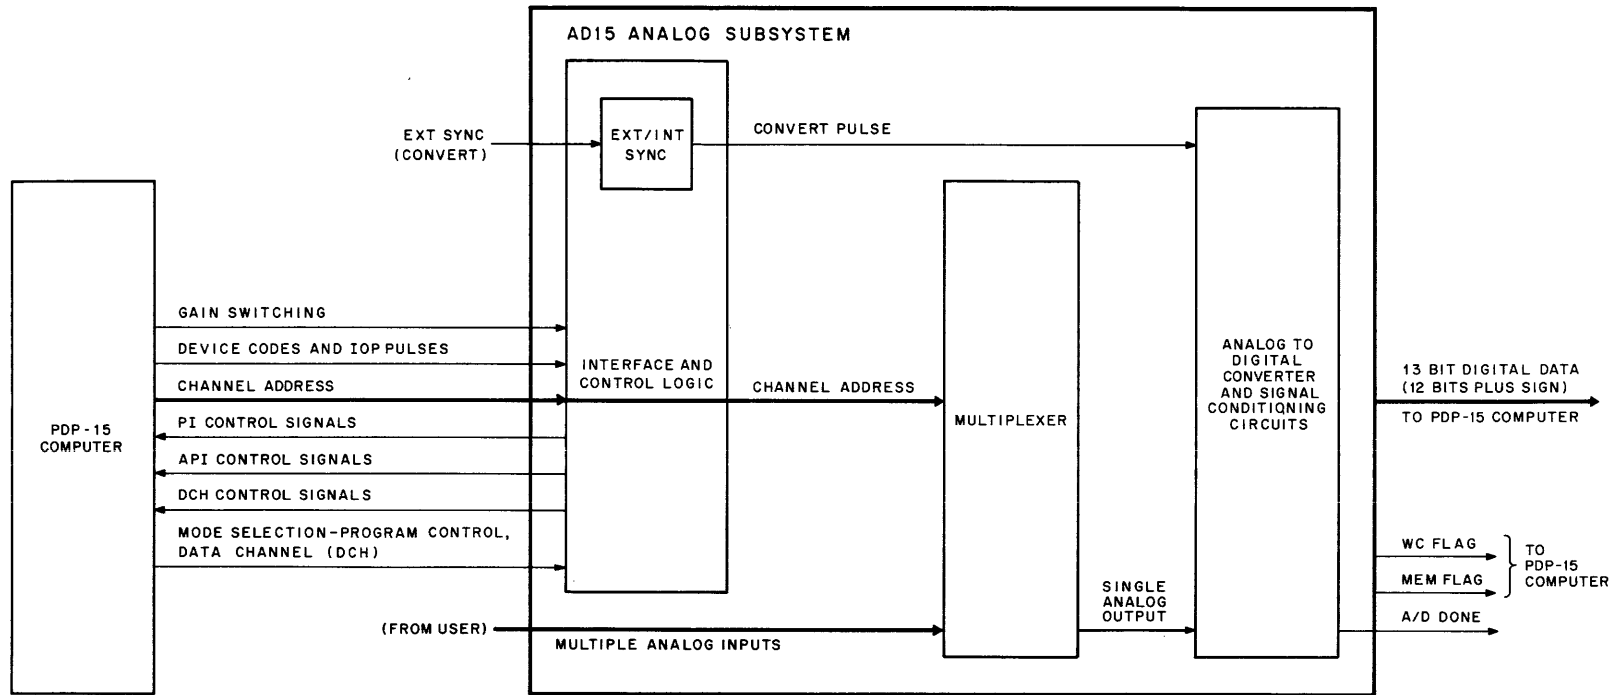 AD15 ANALOG SUBSYSTEM
EXT SYNC
(CONVERT)
EXT/INT
SYNC
CONVERT PULSE
GAIN SWITCHING
DEVICE CODES AND IOP PULSES
CHANNEL ADDRESS
PI CONTROL SIGNALS
API CONTROL SIGNALS
DCH CONTROL SIGNALS
MODE SELECTION-PROGRAM CONTROL,
DATA CHANNEL (DCH)
PDP-15
COMPUTER
INTERFACE AND
CONTROL LOGIC
CHANNEL ADDRESS
MULTIPLEXER
ANALOG TO
DIGITAL
CONVERTER
AND SIGNAL
CONDITIONING
CIRCUITS
13 BIT DIGITAL DATA
(12 BITS PLUS SIGN)
TO PDP-15 COMPUTER
WC FLAG
MEM FLAG
TO
PDP-15
COMPUTER
A/D DONE
SINGLE
ANALOG
OUTPUT
(FROM USER)
MULTIPLE ANALOG INPUTS